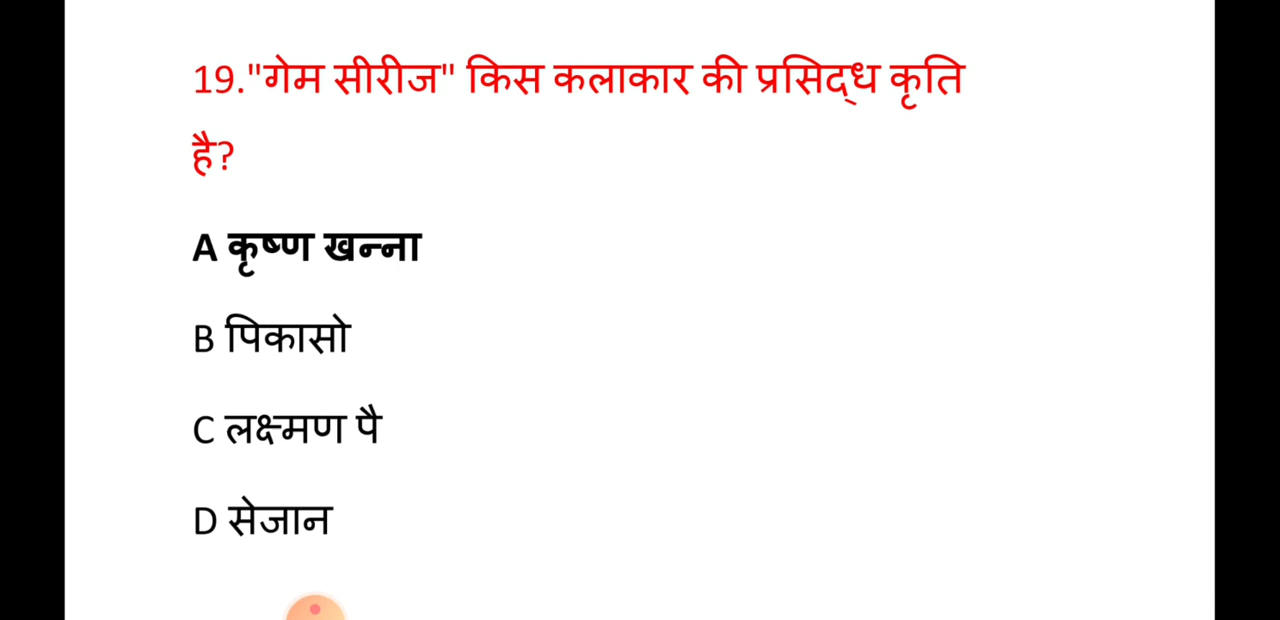 19."गेम सीरीज" किस कलाकार की प्रसिद्ध कृति
है?
A कृष्ण खन्ना
B पिकासो
C लक्ष्मण पै
D सेजान